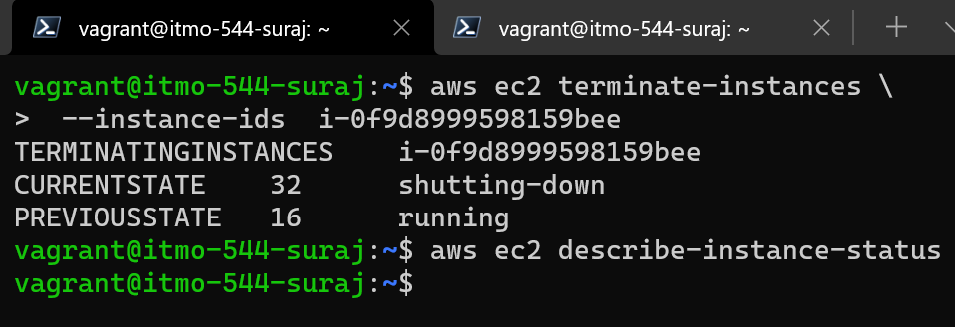 vagrant@itmo-544-suraj: ~
vagrant@itmo-544-suraj: ~
vagrant@itmo-544-suraj:~$ aws ec2 terminate-instances \
>  --instance-ids  i-0f9d8999598159bee
TERMINATINGINSTANCES    i-0f9d8999598159bee
CURRENTSTATE    32      shutting-down
PREVIOUSSTATE   16      running
vagrant@itmo-544-suraj:~$ aws ec2 describe-instance-status
vagrant@itmo-544-suraj:~$